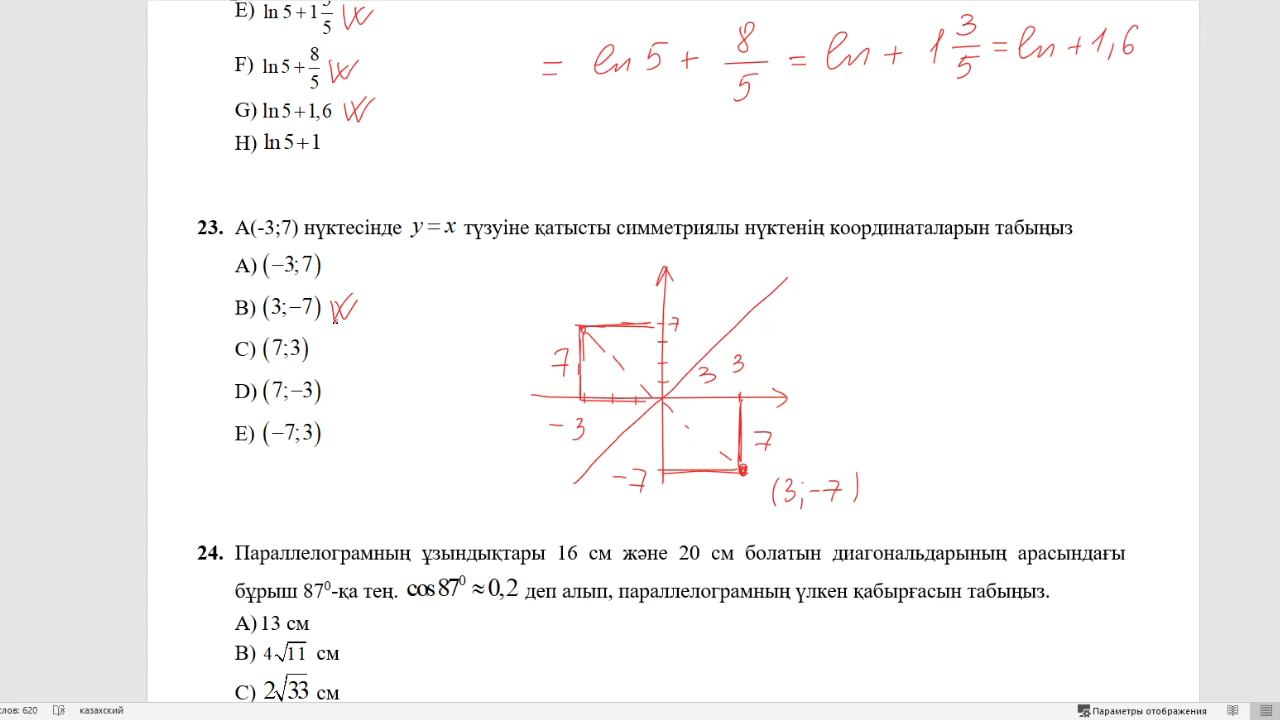 E) ln 5 + 1 3/5 W
= ln 5 + 8/5 = ln + 1 3/5 = ln + 1,6
F) ln 5 + 8/5 W
G) ln 5 + 1,6 W
H) ln 5 + 1
23. A(-3;7) нүктесінде y = x түзуіне қатысты симметриялы нүктенің координаталарын табыңыз
A) (−3;7)
B) (3;−7) W
C) (7;3)
D) (7;−3)
E) (−7;3)
7
7
3
3
−3
7
−7
(3;−7)
24. Параллелограмның ұзындықтары 16 см және 20 см болатын диагональдарының арасындағы
бұрыш 87⁰-қа тең. cos 87⁰ ≈ 0,2 деп алып, параллелограмның үлкен қабырғасын табыңыз.
A) 13 см
B) 4√11 см
C) 2√33 см
слов: 620 казахский Параметры отображения